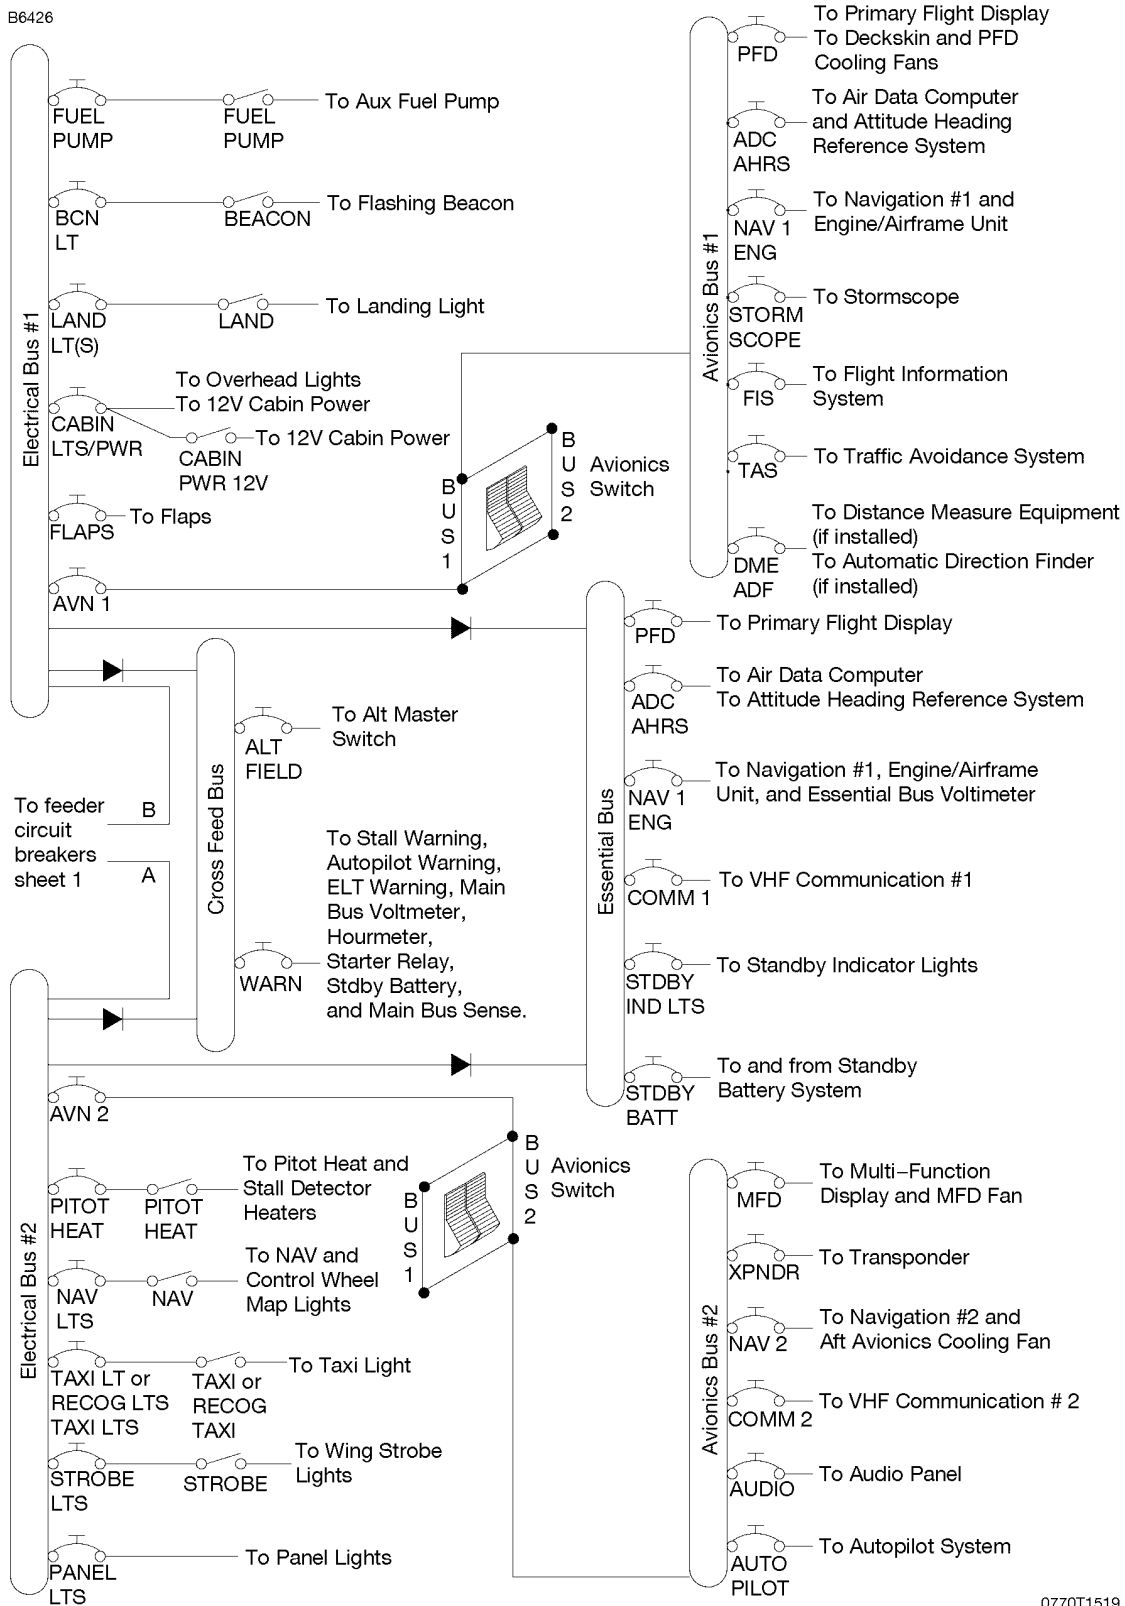 B6426
Electrical Bus #1
FUEL
PUMP
FUEL
PUMP
To Aux Fuel Pump
BCN
LT
BEACON
To Flashing Beacon
LAND
LT(S)
LAND
To Landing Light
CABIN
LTS/PWR
To Overhead Lights
To 12V Cabin Power
CABIN
PWR 12V
To 12V Cabin Power
FLAPS
To Flaps
AVN 1
BUS1
BUS2
Avionics
Switch
Avionics Bus #1
PFD
To Primary Flight Display
To Deckskin and PFD
Cooling Fans
ADC
AHRS
To Air Data Computer
and Attitude Heading
Reference System
NAV 1
ENG
To Navigation #1 and
Engine/Airframe Unit
STORM
SCOPE
To Stormscope
FIS
To Flight Information
System
TAS
To Traffic Avoidance System
DME
ADF
To Distance Measure Equipment
(if installed)
To Automatic Direction Finder
(if installed)
Cross Feed Bus
ALT
FIELD
To Alt Master
Switch
WARN
To Stall Warning,
Autopilot Warning,
ELT Warning, Main
Bus Voltmeter,
Hourmeter,
Starter Relay,
Stdby Battery,
and Main Bus Sense.
To feeder
circuit
breakers
sheet 1
B
A
Essential Bus
PFD
To Primary Flight Display
ADC
AHRS
To Air Data Computer
To Attitude Heading Reference System
NAV 1
ENG
To Navigation #1, Engine/Airframe
Unit, and Essential Bus Voltimeter
COMM 1
To VHF Communication #1
STDBY
IND LTS
To Standby Indicator Lights
STDBY
BATT
To and from Standby
Battery System
Electrical Bus #2
AVN 2
BUS1
BUS2
Avionics
Switch
PITOT
HEAT
PITOT
HEAT
To Pitot Heat and
Stall Detector
Heaters
NAV
LTS
NAV
To NAV and
Control Wheel
Map Lights
TAXI LT or
RECOG LTS
TAXI LTS
TAXI or
RECOG
TAXI
To Taxi Light
STROBE
LTS
STROBE
To Wing Strobe
Lights
PANEL
LTS
To Panel Lights
Avionics Bus #2
MFD
To Multi–Function
Display and MFD Fan
XPNDR
To Transponder
NAV 2
To Navigation #2 and
Aft Avionics Cooling Fan
COMM 2
To VHF Communication # 2
AUDIO
To Audio Panel
AUTO
PILOT
To Autopilot System
0770T1519